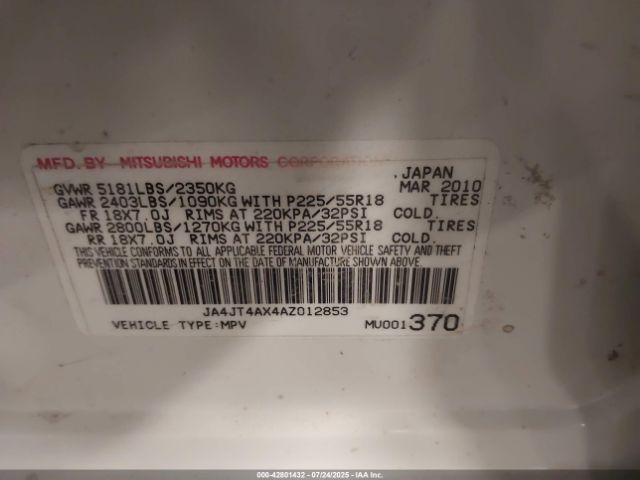 MFD. BY MITSUBISHI MOTORS CORPORATION JAPAN
GVWR 5181LBS/2350KG MAR 2010
GAWR 2403LBS/1090KG WITH P225/55R18 TIRES
FR 18X7.0J RIMS AT 220KPA/32PSI COLD.
GAWR 2800LBS/1270KG WITH P225/55R18 TIRES
RR 18X7.0J RIMS AT 220KPA/32PSI COLD.
THIS VEHICLE CONFORMS TO ALL APPLICABLE FEDERAL MOTOR VEHICLE SAFETY AND THEFT
PREVENTION STANDARDS IN EFFECT ON THE DATE OF MANUFACTURE SHOWN ABOVE.
JA4JT4AX4AZ012853
VEHICLE TYPE:MPV MU001370
000-42801432 - 07/24/2025 - IAA Inc.